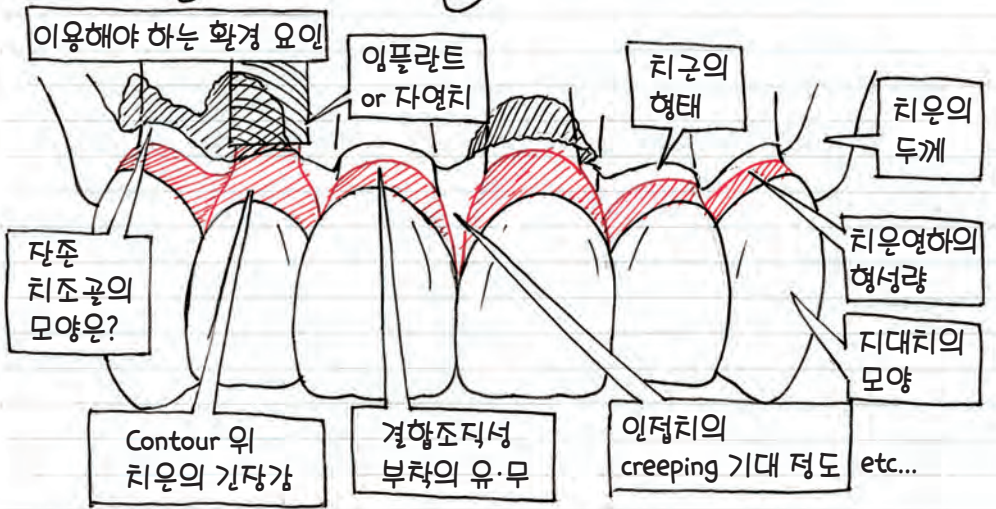 이용해야 하는 환경 요인
임플란트
or 자연치
치근의
형태
치은의
두께
잔존
치조골의
모양은?
치은연하의
형성량
지대치의
모양
Contour 위
치은의 긴장감
결합조직성
부착의 유·무
인접치의
creeping 기대 정도
etc...